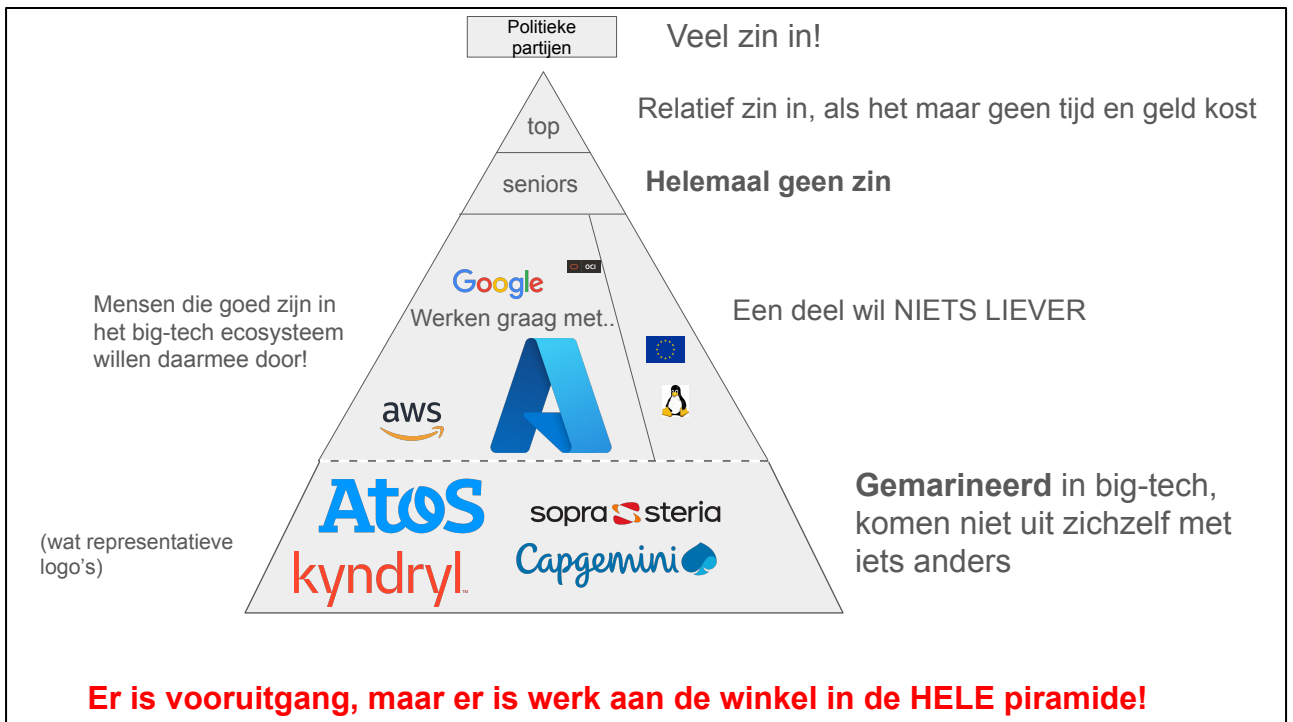 Politieke
partijen
Veel zin in!
top
Relatief zin in, als het maar geen tijd en geld kost
seniors
Helemaal geen zin
Google
OCI
Werken graag met..
Mensen die goed zijn in
het big-tech ecosysteem
willen daarmee door!
Een deel wil NIETS LIEVER
aws
Atos
sopra steria
kyndryl™
Capgemini
(wat representatieve
logo’s)
Gemarineerd in big-tech,
komen niet uit zichzelf met
iets anders
Er is vooruitgang, maar er is werk aan de winkel in de HELE piramide!